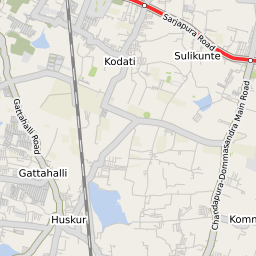 Sarjapura Road
Kodati
Sulikunte
Gattahalli Road
Chandapura-Dommasandra Main Road
Gattahalli
Huskur
Komm